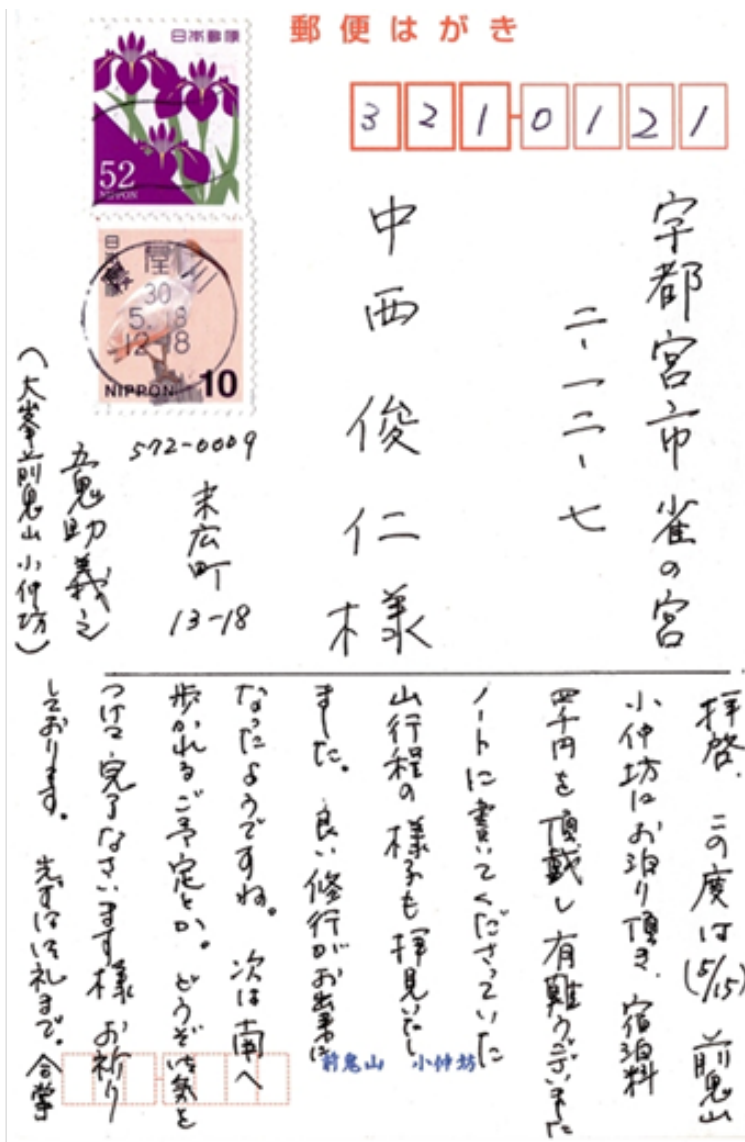 郵便はがき
321-0121
宇都宮市雀の宮
二-一二-七
中西俊仁様
日本郵便
52
NIPPON
日本郵便
30
5.18
12-18
NIPPON 10
572-0009
末広町
13-18
五鬼助義之
(大峯前鬼山小仲坊)
拝啓、この度は(5/15)前鬼山
小仲坊にお泊り頂き、宿泊料
四千円を頂戴し有難うございました
ノートに書いてくださっていた
山行程の様子も拝見いたし
ました。良い修行がお出来に
なったようですね。次は南へ
歩かれるご予定とか。どうぞ気を
つけて完了なさいます様お祈り
しております。先ずは御礼まで。合掌
前鬼山 小仲坊